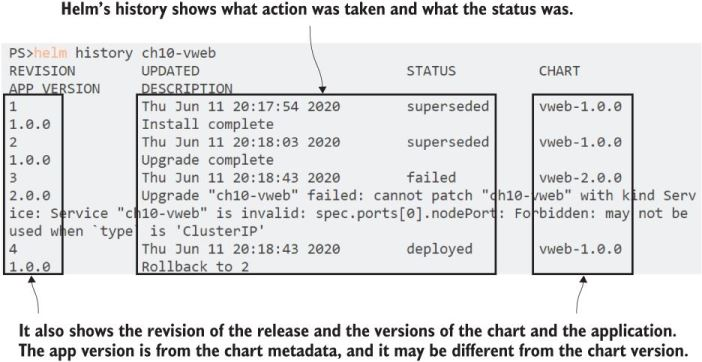 Helm's history shows what action was taken and what the status was.
PS>helm history ch10-vweb
REVISION UPDATED STATUS CHART
APP VERSION DESCRIPTION
1 Thu Jun 11 20:17:54 2020 superseded vweb-1.0.0
1.0.0 Install complete
2 Thu Jun 11 20:18:03 2020 superseded vweb-1.0.0
1.0.0 Upgrade complete
3 Thu Jun 11 20:18:43 2020 failed vweb-2.0.0
2.0.0 Upgrade "ch10-vweb" failed: cannot patch "ch10-vweb" with kind Serv
ice: Service "ch10-vweb" is invalid: spec.ports[0].nodePort: Forbidden: may not be
used when `type` is 'ClusterIP'
4 Thu Jun 11 20:18:43 2020 deployed vweb-1.0.0
1.0.0 Rollback to 2
It also shows the revision of the release and the versions of the chart and the application.
The app version is from the chart metadata, and it may be different from the chart version.